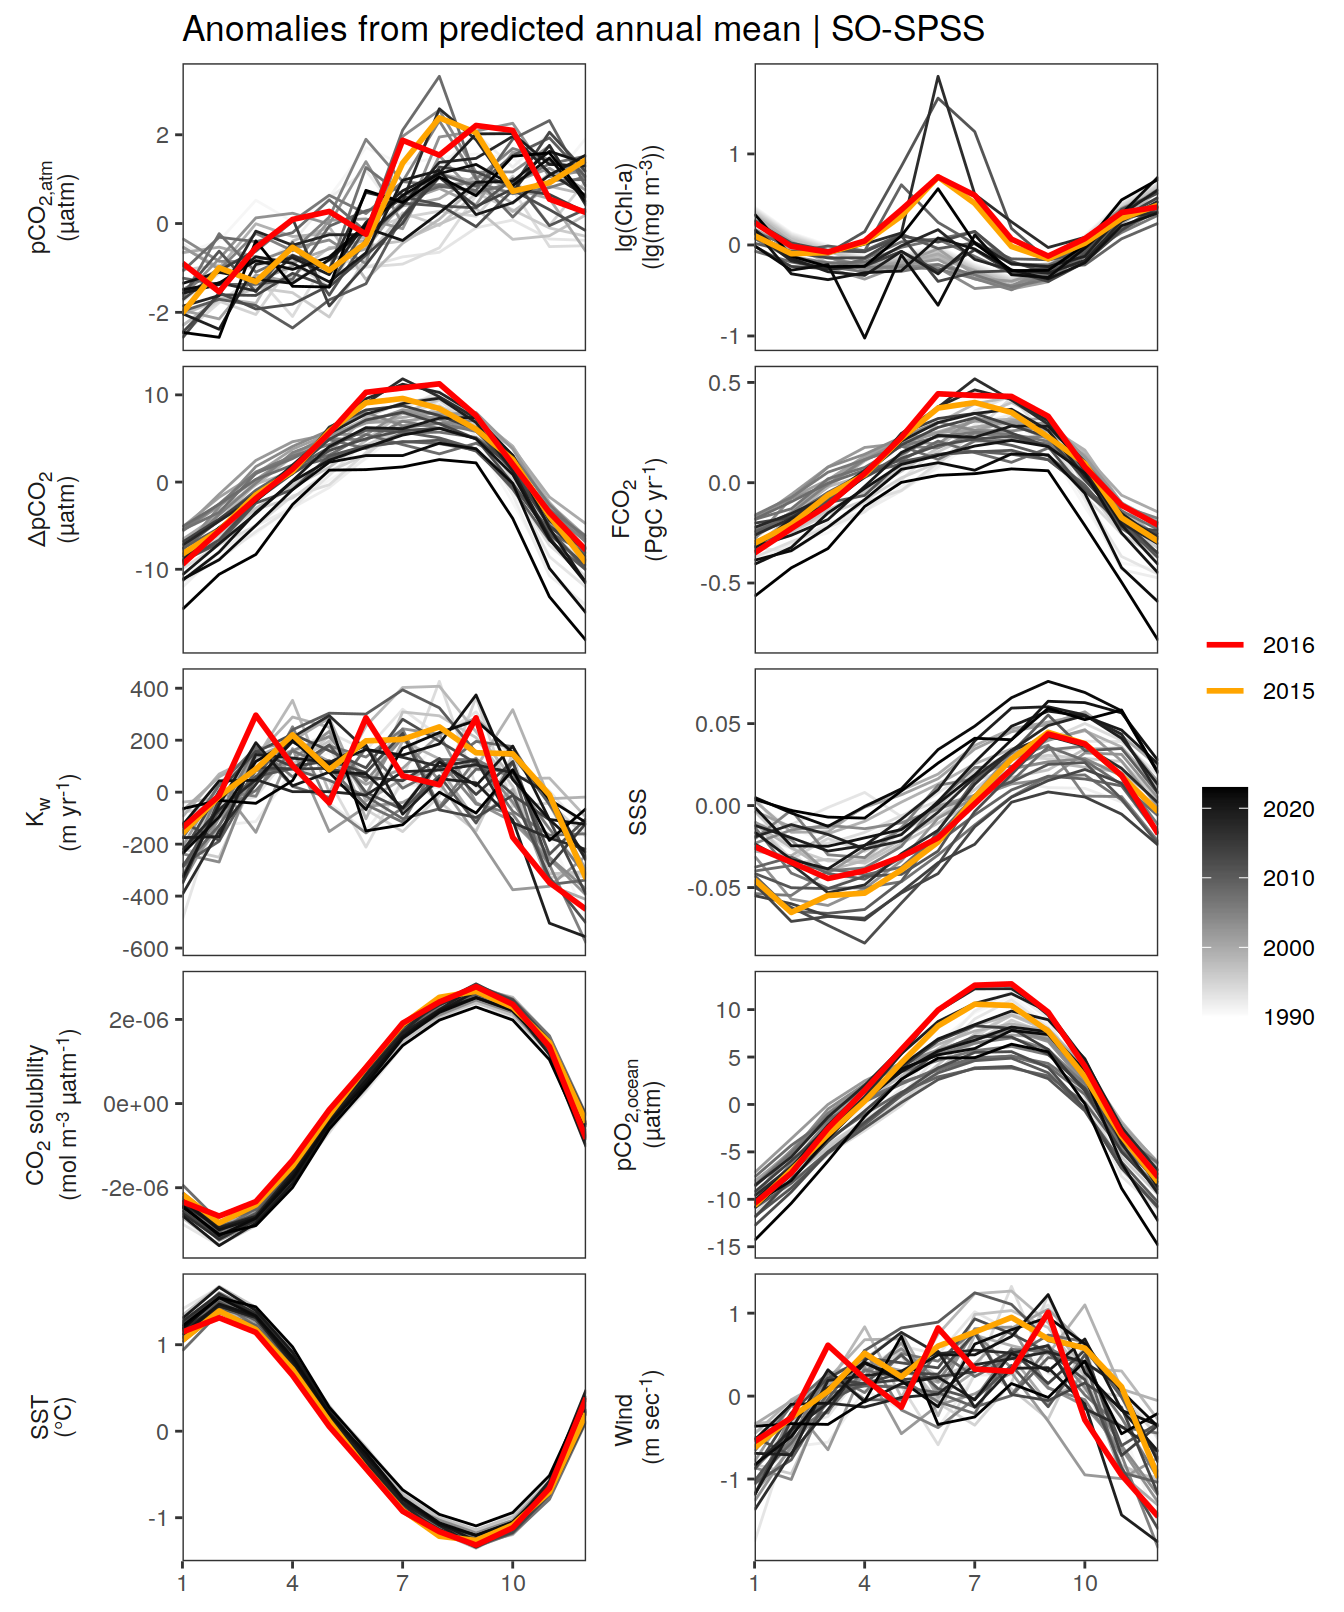 Anomalies from predicted annual mean | SO-SPSS
pCO2,atm
(µatm)
2
0
-2
lg(Chl-a)
(lg(mg m-3))
1
0
-1
ΔpCO2
(µatm)
10
0
-10
FCO2
(PgC yr-1)
0.5
0.0
-0.5
Kw
(m yr-1)
400
200
0
-200
-400
-600
SSS
0.05
0.00
-0.05
CO2 solubility
(mol m-3 µatm-1)
2e-06
0e+00
-2e-06
pCO2,ocean
(µatm)
10
5
0
-5
-10
-15
SST
(°C)
1
0
-1
1
4
7
10
Wind
(m sec-1)
1
0
-1
1
4
7
10
2016
2015
2020
2010
2000
1990